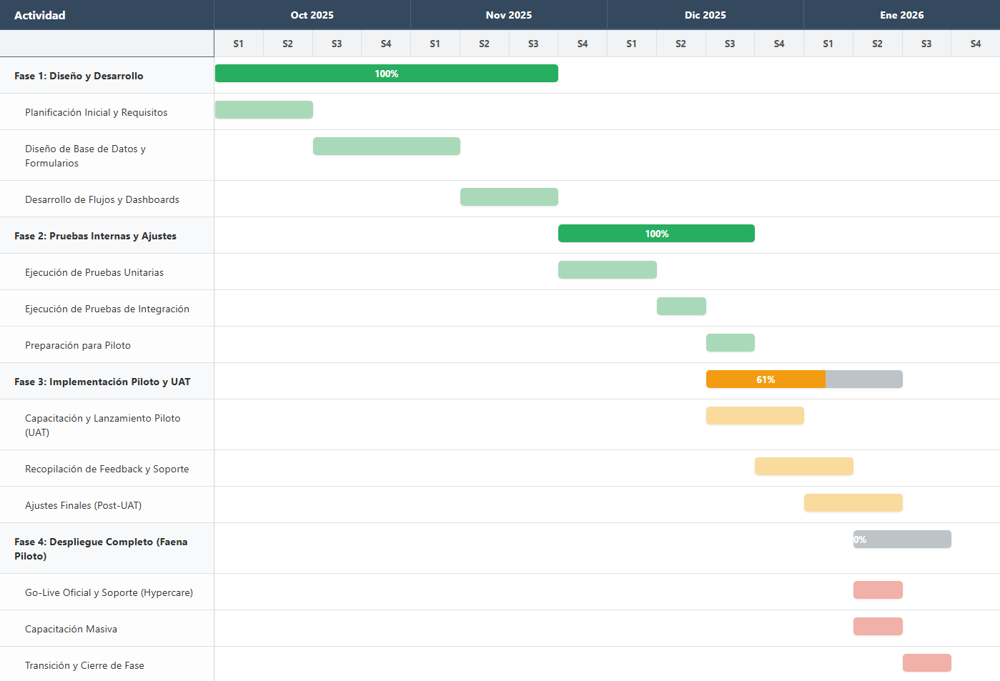 Actividad Oct 2025 Nov 2025 Dic 2025 Ene 2026
S1 S2 S3 S4 S1 S2 S3 S4 S1 S2 S3 S4 S1 S2 S3 S4
Fase 1: Diseño y Desarrollo 100%
Planificación Inicial y Requisitos
Diseño de Base de Datos y
Formularios
Desarrollo de Flujos y Dashboards
Fase 2: Pruebas Internas y Ajustes 100%
Ejecución de Pruebas Unitarias
Ejecución de Pruebas de Integración
Preparación para Piloto
Fase 3: Implementación Piloto y UAT 61%
Capacitación y Lanzamiento Piloto
(UAT)
Recopilación de Feedback y Soporte
Ajustes Finales (Post-UAT)
Fase 4: Despliegue Completo (Faena 0%
Piloto)
Go-Live Oficial y Soporte (Hypercare)
Capacitación Masiva
Transición y Cierre de Fase